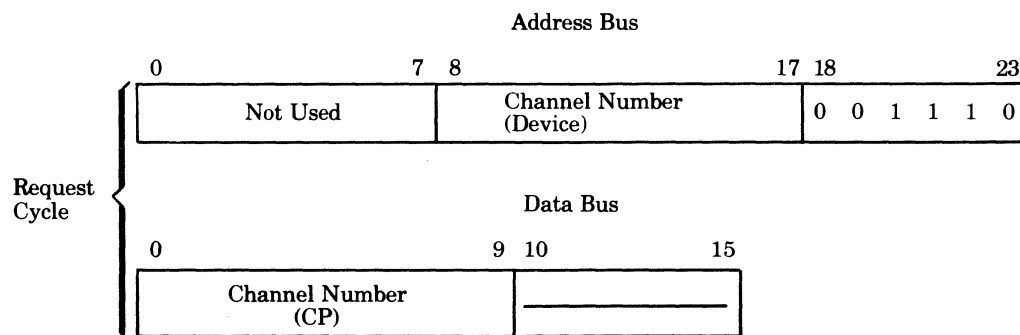 Address Bus
0 7 8 17 18 23
Not Used
Channel Number
(Device)
0 0 1 1 1 0
Request
Cycle
Data Bus
0 9 10 15
Channel Number
(CP)